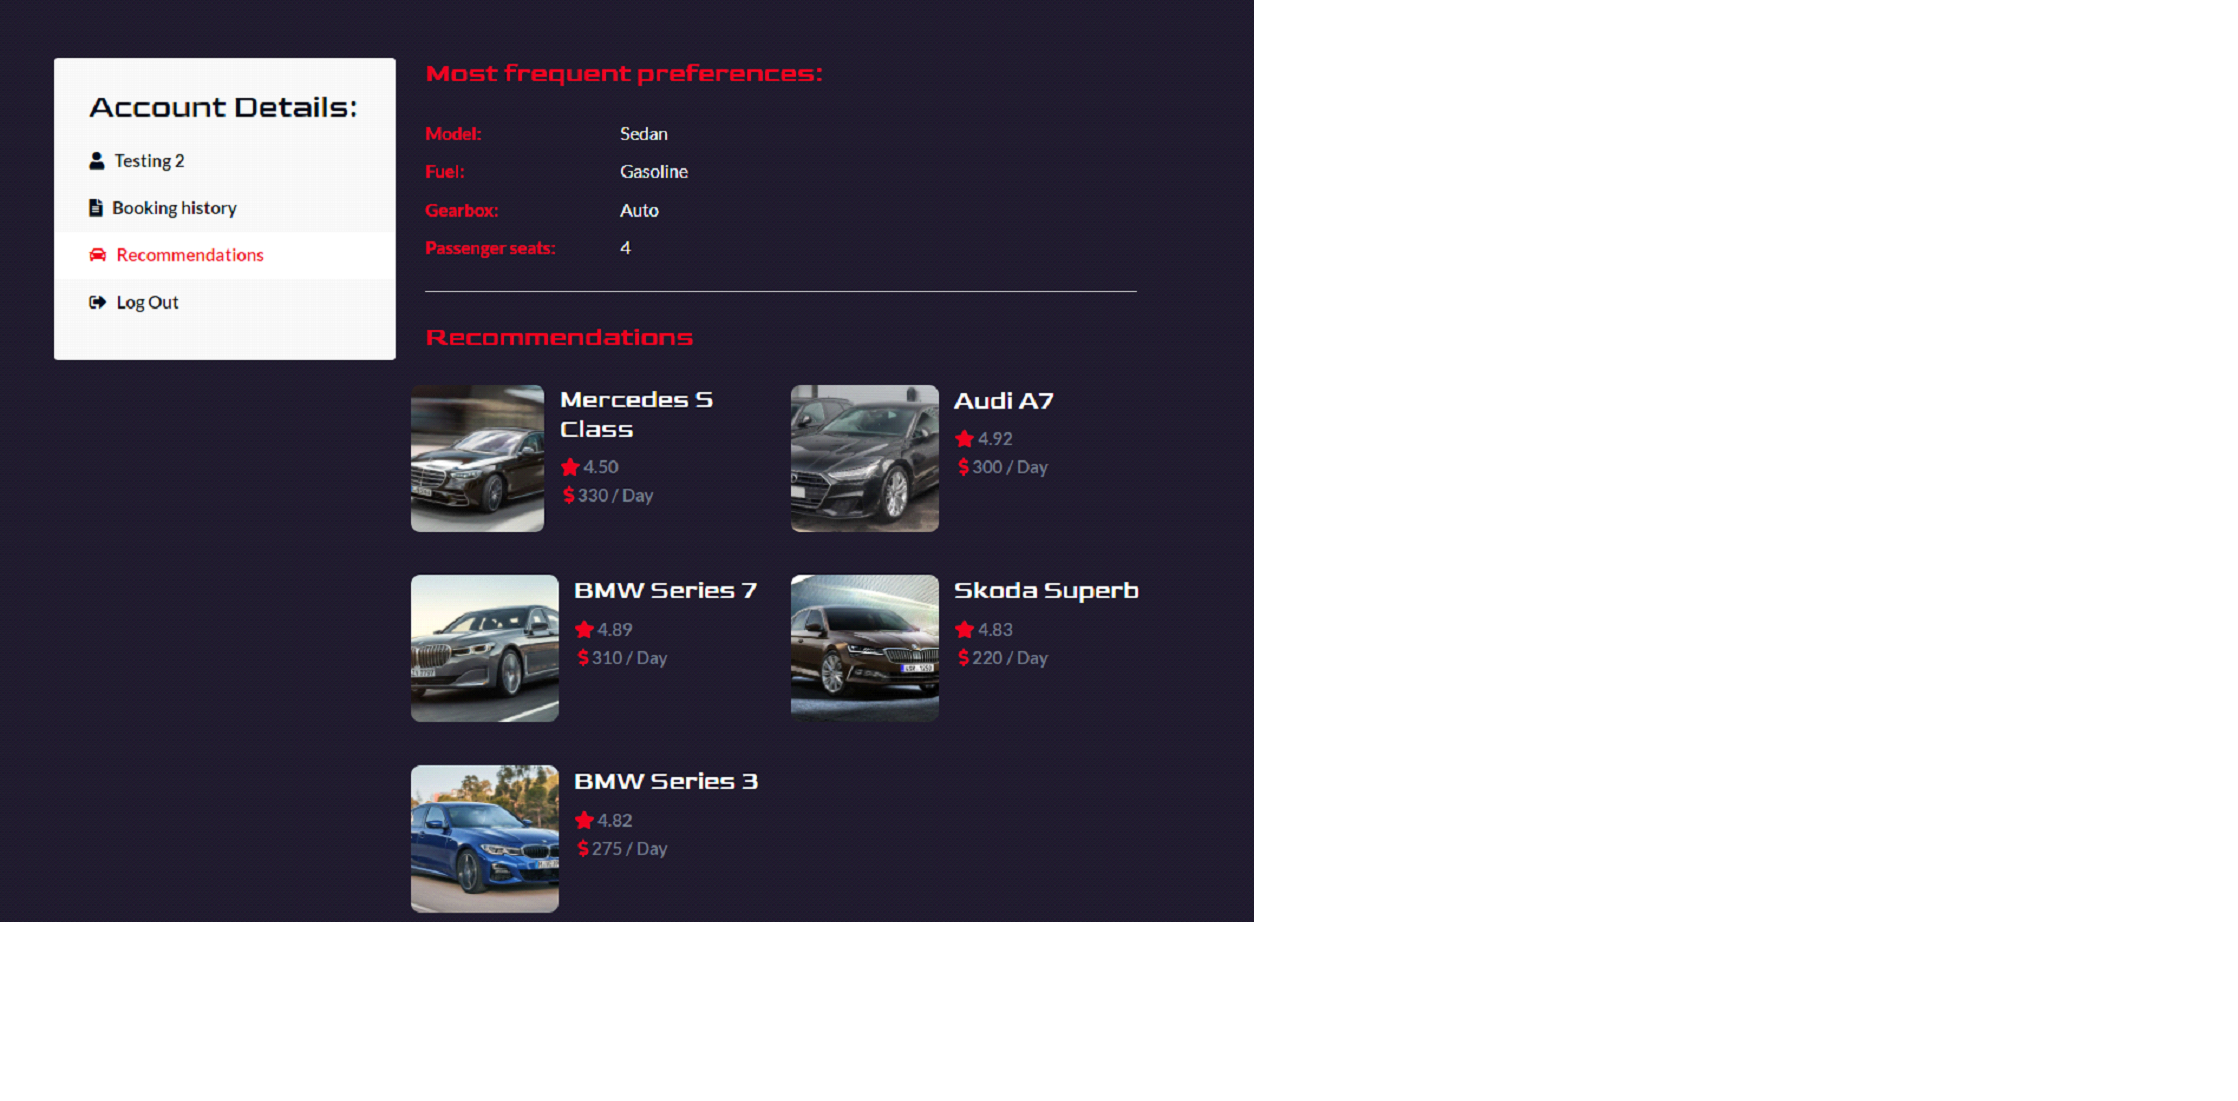 Account Details:
Testing 2
Booking history
Recommendations
Log Out
Most frequent preferences:
Model: Sedan
Fuel: Gasoline
Gearbox: Auto
Passenger seats: 4
Recommendations
Mercedes S
Class
4.50
$ 330 / Day
Audi A7
4.92
$ 300 / Day
BMW Series 7
4.89
$ 310 / Day
Skoda Superb
4.83
$ 220 / Day
BMW Series 3
4.82
$ 275 / Day